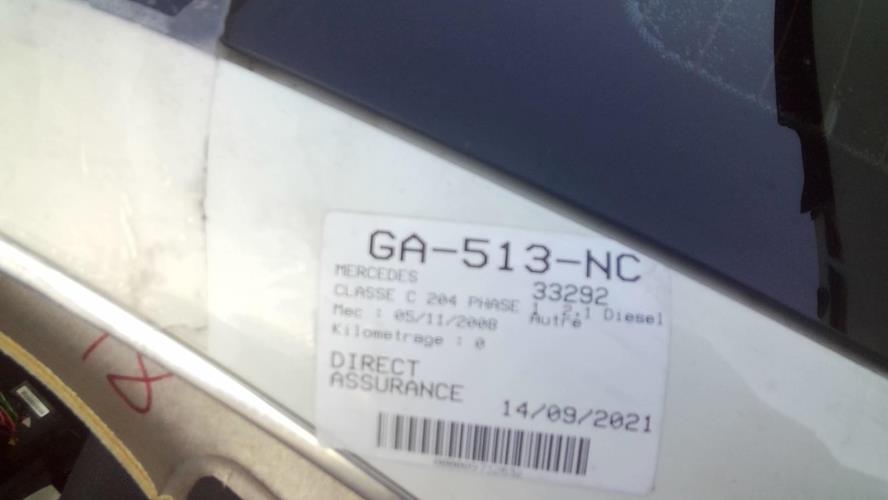 GA-513-NC
MERCEDES 33292
CLASSE C 204 PHASE 1 2.1 Diesel
Mec : 05/11/2008 Autre
Kilometrage : 0
DIRECT
ASSURANCE
14/09/2021